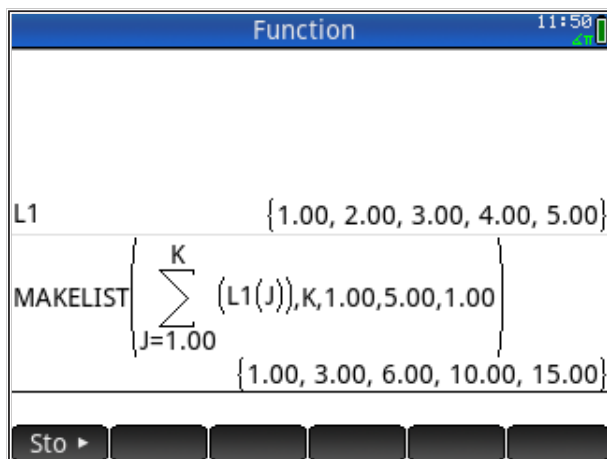 Function
11:50
∠π
L1
{1.00, 2.00, 3.00, 4.00, 5.00}
K
MAKELIST(∑(L1(J)),K,1.00,5.00,1.00)
J=1.00
{1.00, 3.00, 6.00, 10.00, 15.00}
Sto ►